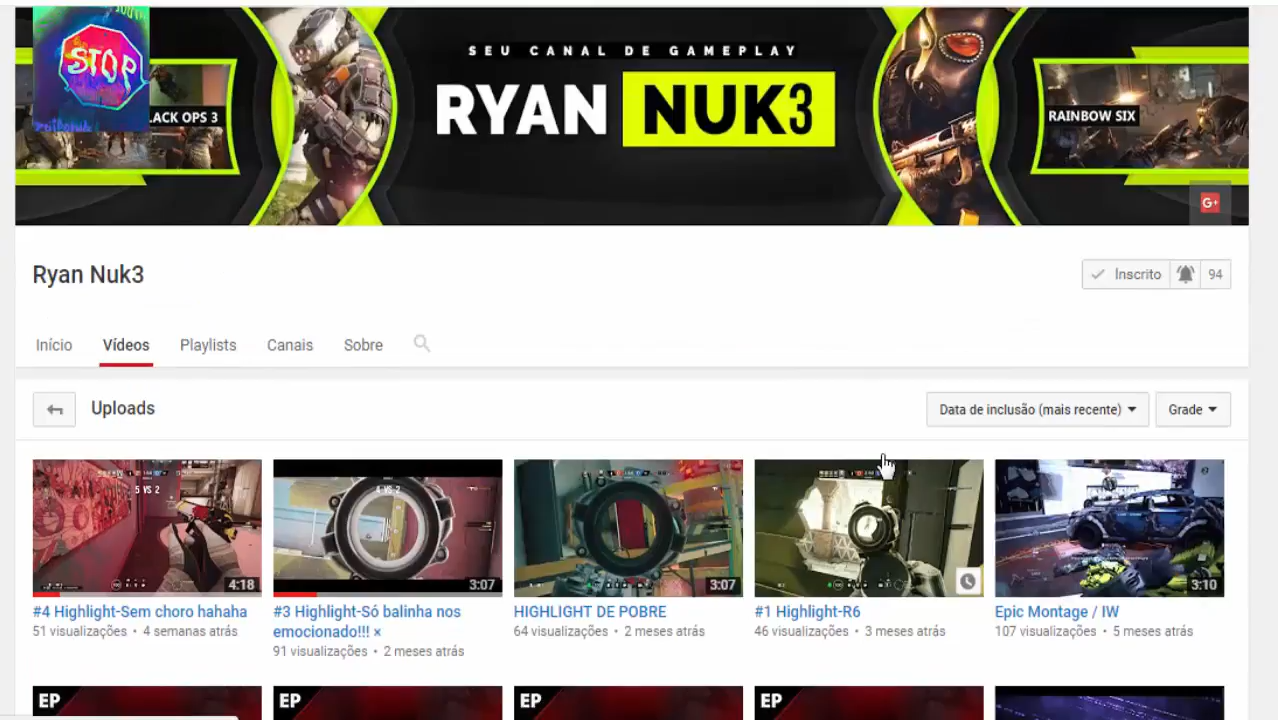 STOP
SEU CANAL DE GAMEPLAY
RYAN NUK3
LACK OPS 3
RAINBOW SIX
G+
Ryan Nuk3
Inscrito
94
Início
Vídeos
Playlists
Canais
Sobre
Uploads
Data de inclusão (mais recente)
Grade
5 VS 2
4:18
3:07
3:07
3:10
#4 Highlight-Sem choro hahaha
51 visualizações • 4 semanas atrás
#3 Highlight-Só balinha nos
emocionado!!! ×
91 visualizações • 2 meses atrás
HIGHLIGHT DE POBRE
64 visualizações • 2 meses atrás
#1 Highlight-R6
46 visualizações • 3 meses atrás
Epic Montage / IW
107 visualizações • 5 meses atrás
EP
EP
EP
EP